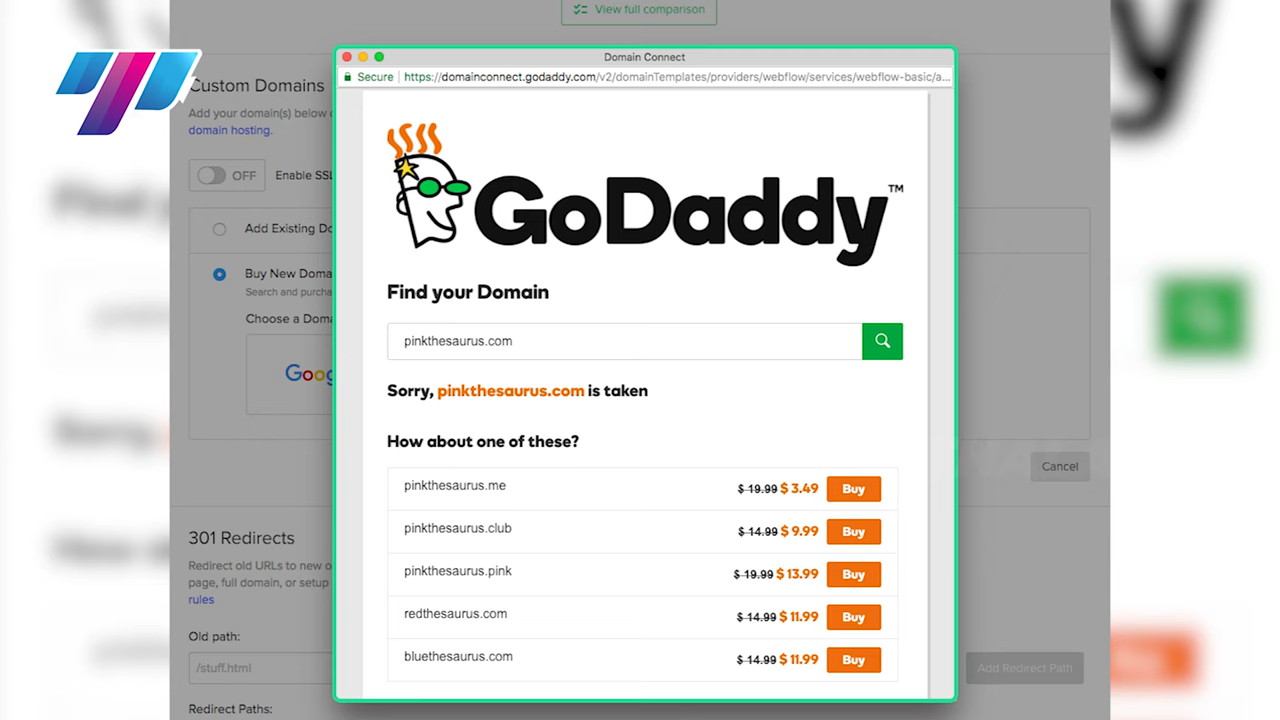 View full comparison
Domain Connect
Secure
https://domainconnect.godaddy.com/v2/domainTemplates/providers/webflow/services/webflow-basic/a...
Custom Domains
Add your domain(s) below
domain hosting.
OFF
Enable SSL
Add Existing Do
Buy New Doma
Search and purcha
Choose a Doma
Goog
GoDaddy™
Find your Domain
pinkthesaurus.com
Sorry, pinkthesaurus.com is taken
How about one of these?
pinkthesaurus.me $ 19.99 $ 3.49 Buy
pinkthesaurus.club $ 14.99 $ 9.99 Buy
pinkthesaurus.pink $ 19.99 $ 13.99 Buy
redthesaurus.com $ 14.99 $ 11.99 Buy
bluethesaurus.com $ 14.99 $ 11.99 Buy
Cancel
301 Redirects
Redirect old URLs to new
page, full domain, or setup
rules
Old path:
/stuff.html
Add Redirect Path
Redirect Paths: